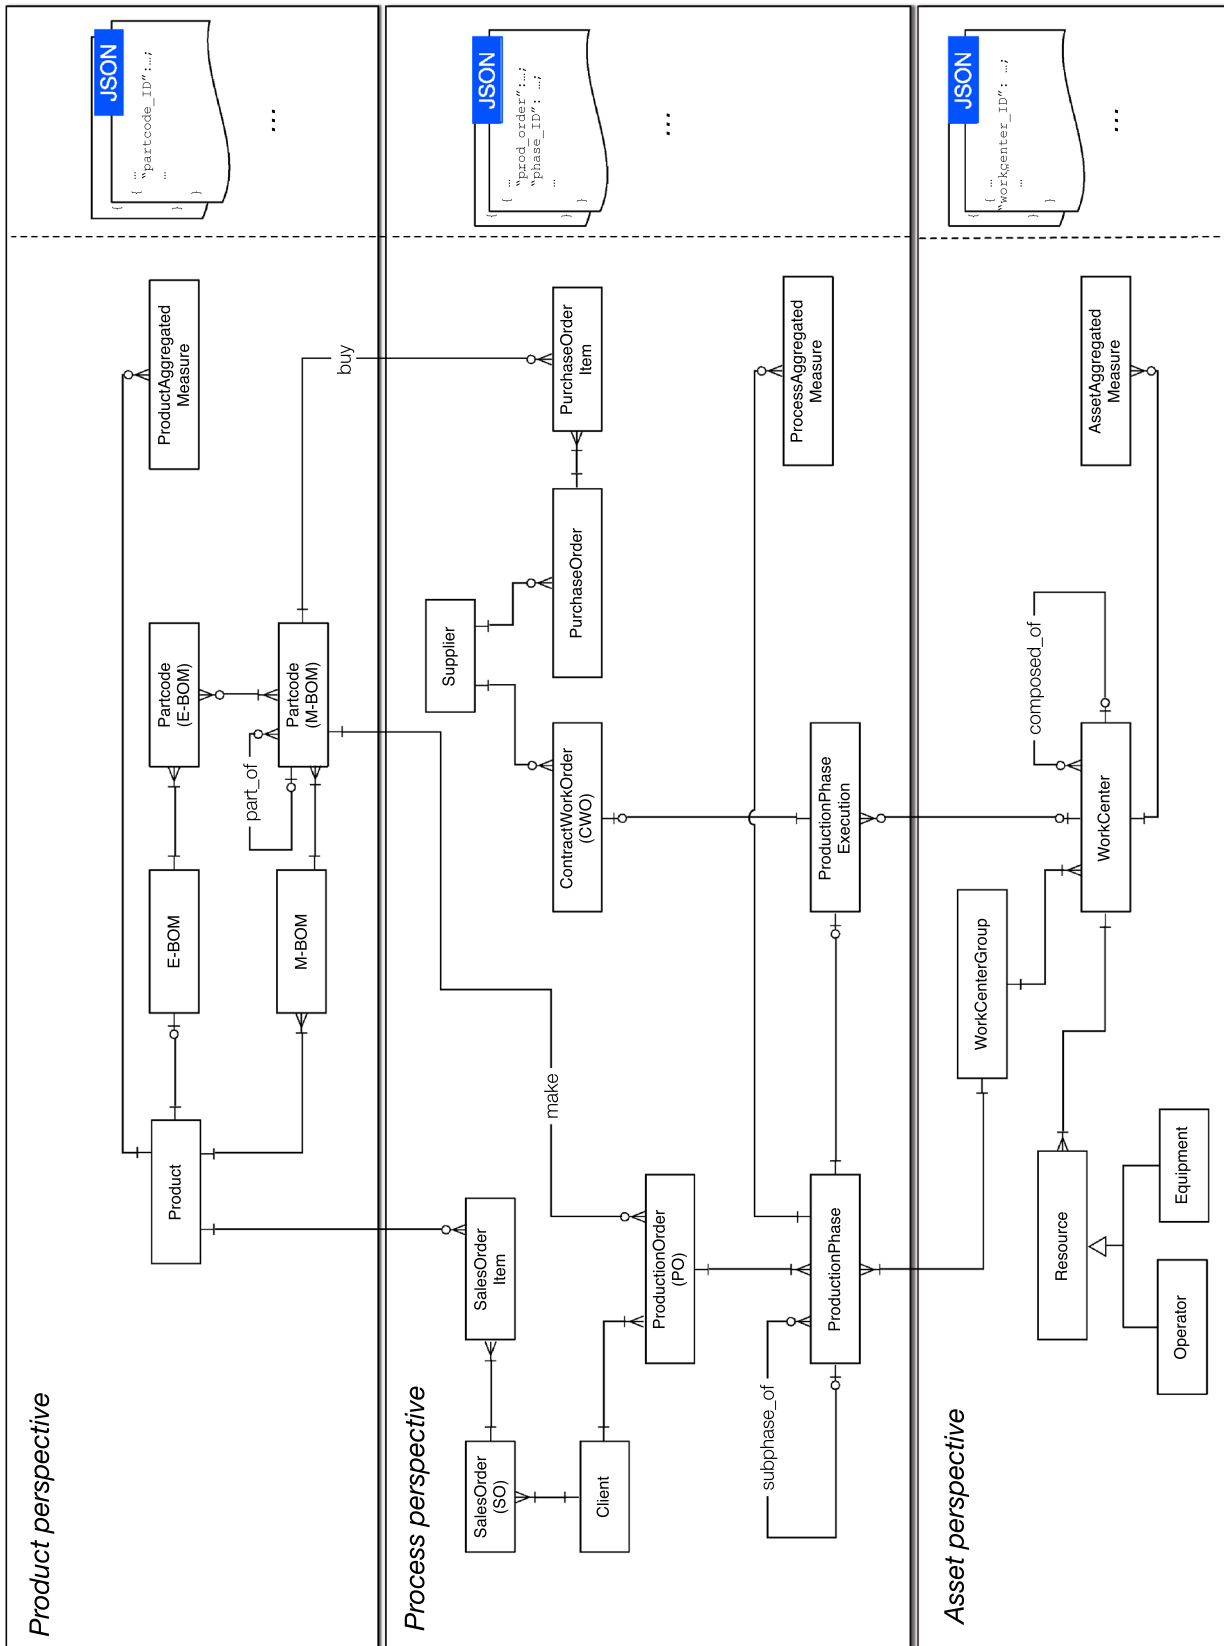 Product perspective
Product
E-BOM
M-BOM
part_of
Partcode
(E-BOM)
Partcode
(M-BOM)
ProductAggregated
Measure
buy
JSON
{
{ ...
"partcode_ID":...;
...
}
}
...
Process perspective
SalesOrder
(SO)
Client
SalesOrder
Item
make
ProductionOrder
(PO)
subphase_of
ProductionPhase
ContractWorkOrder
(CWO)
ProductionPhase
Execution
Supplier
PurchaseOrder
PurchaseOrder
Item
ProcessAggregated
Measure
JSON
{
{ ...
"prod_order":...;
"phase_ID": ...;
...
}
}
...
Asset perspective
Operator
Equipment
Resource
WorkCenterGroup
WorkCenter
composed_of
AssetAggregated
Measure
JSON
{
{ ...
"workcenter_ID": ...;
...
}
}
...